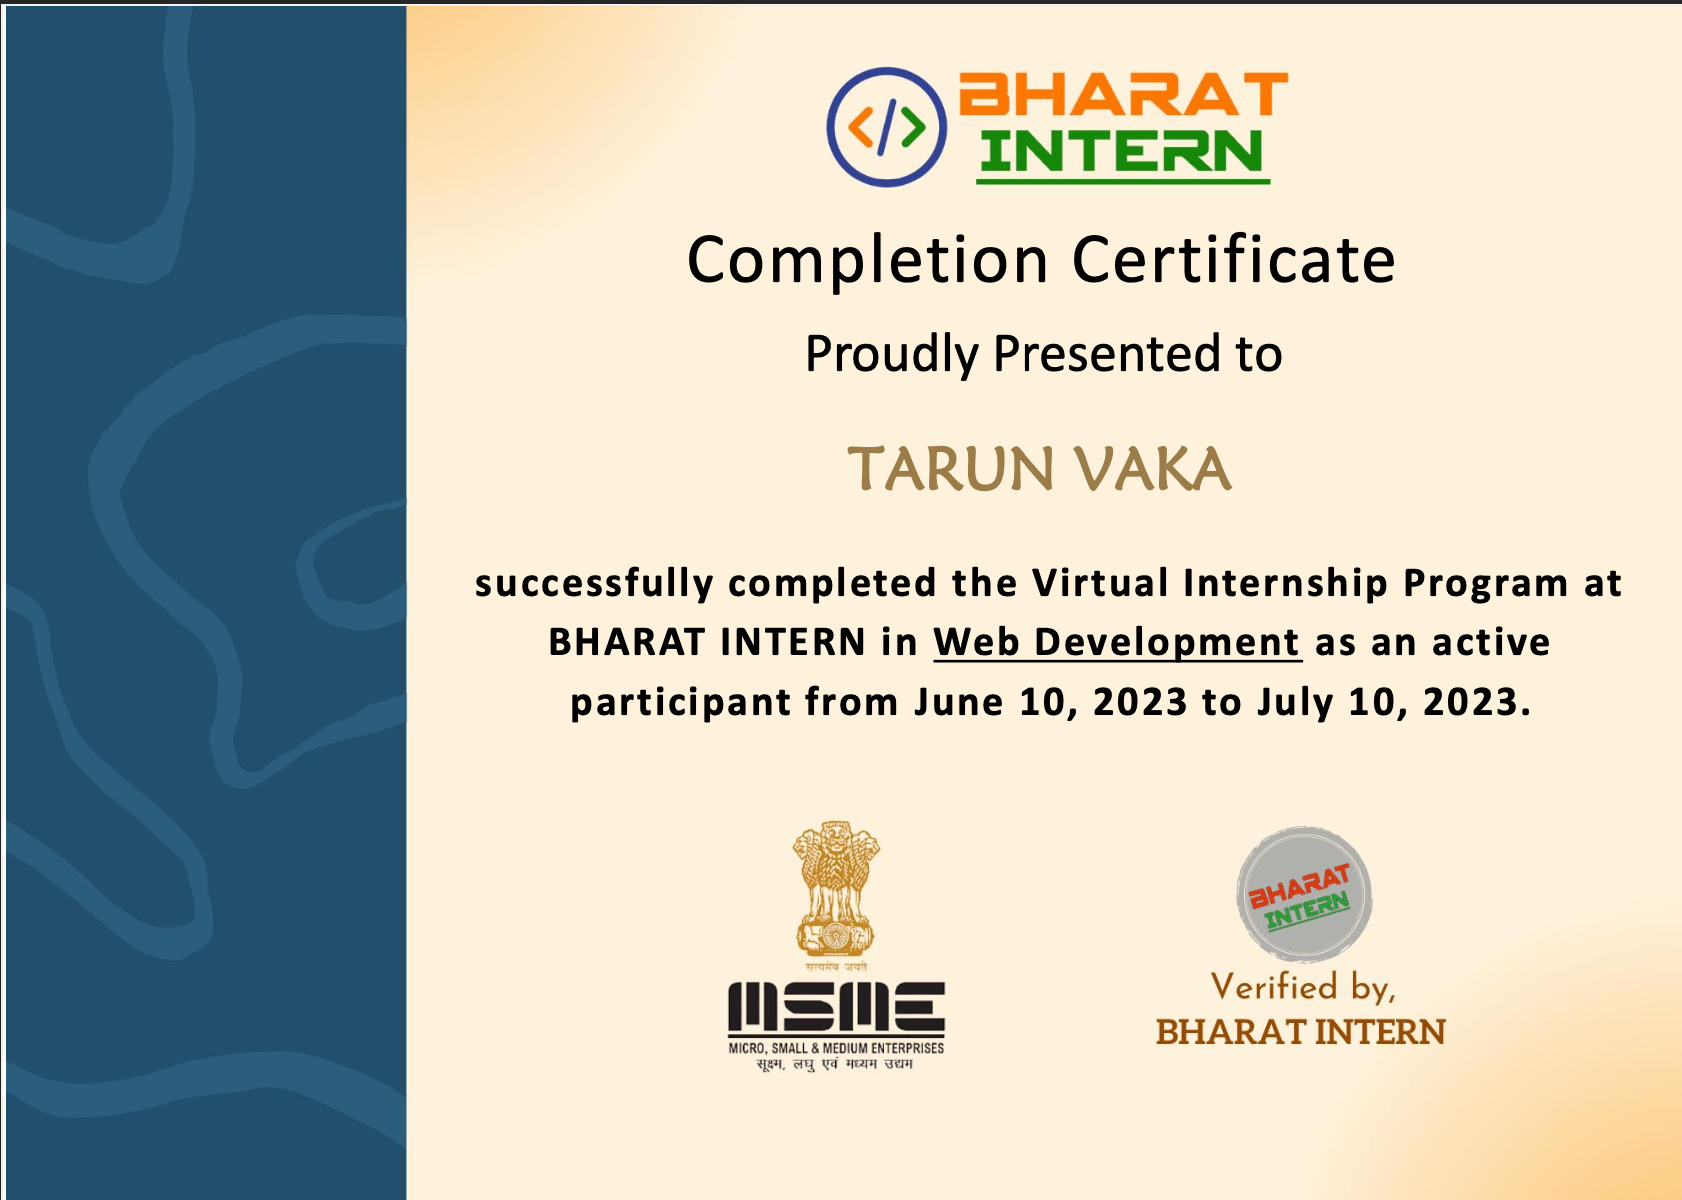 </>
BHARAT
INTERN
Completion Certificate
Proudly Presented to
TARUN VAKA
successfully completed the Virtual Internship Program at
BHARAT INTERN in Web Development as an active
participant from June 10, 2023 to July 10, 2023.
सत्यमेव जयते
MSME
MICRO, SMALL & MEDIUM ENTERPRISES
सूक्ष्म, लघु एवं मध्यम उद्यम
BHARAT
INTERN
Verified by,
BHARAT INTERN